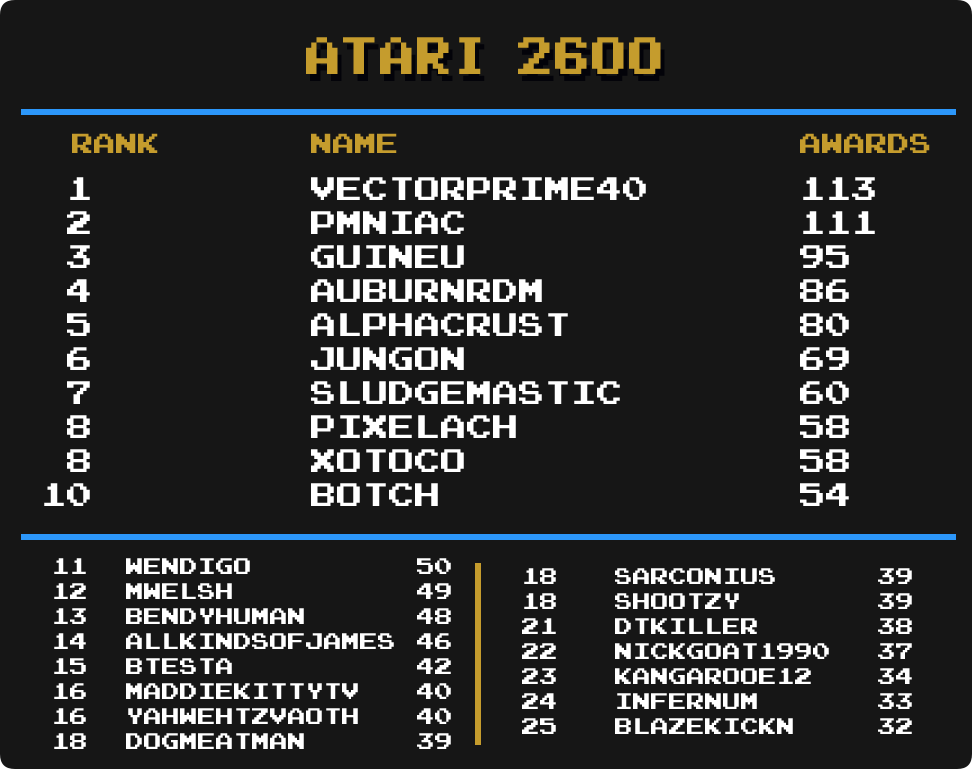 ATARI 2600
RANK NAME AWARDS
1 VECTORPRIME40 113
2 PMNIAC 111
3 GUINEU 95
4 AUBURNRDM 86
5 ALPHACRUST 80
6 JUNGON 69
7 SLUDGEMASTIC 60
8 PIXELACH 58
8 XOTOCO 58
10 BOTCH 54
11 WENDIGO 50
12 MWELSH 49
13 BENDYHUMAN 48
14 ALLKINDSOFJAMES 46
15 BTESTA 42
16 MADDIEKITTYTV 40
16 YAHWEHTZVAOTH 40
18 DOGMEATMAN 39
18 SARCONIUS 39
18 SHOOTZY 39
21 DTKILLER 38
22 NICKGOAT1990 37
23 KANGAROOE12 34
24 INFERNUM 33
25 BLAZEKICKN 32